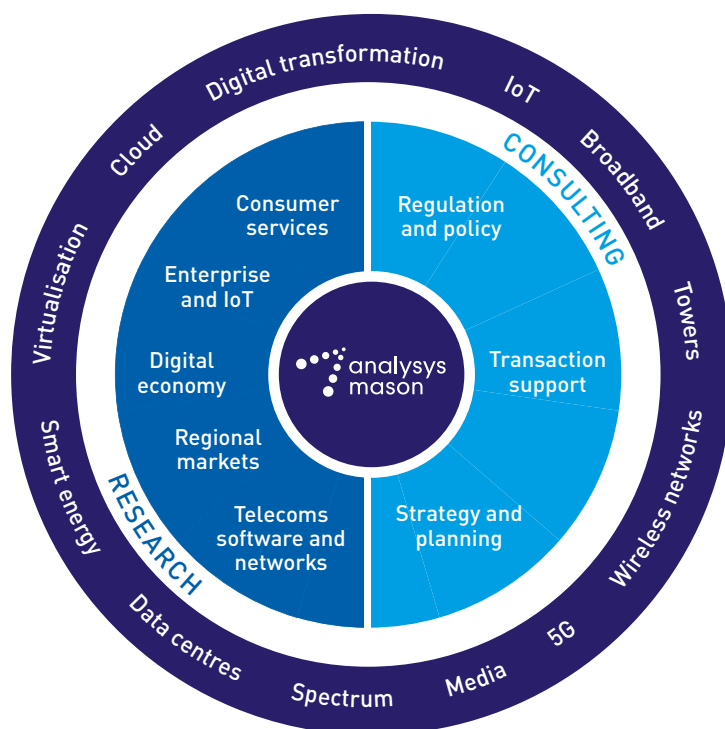 Digital transformation
IoT
Broadband
Towers
Wireless networks
5G
Media
Spectrum
Data centres
Smart energy
Virtualisation
Cloud
CONSULTING
Regulation
and policy
Transaction
support
Strategy and
planning
RESEARCH
Consumer
services
Enterprise
and IoT
Digital
economy
Regional
markets
Telecoms
software and
networks
analysys
mason